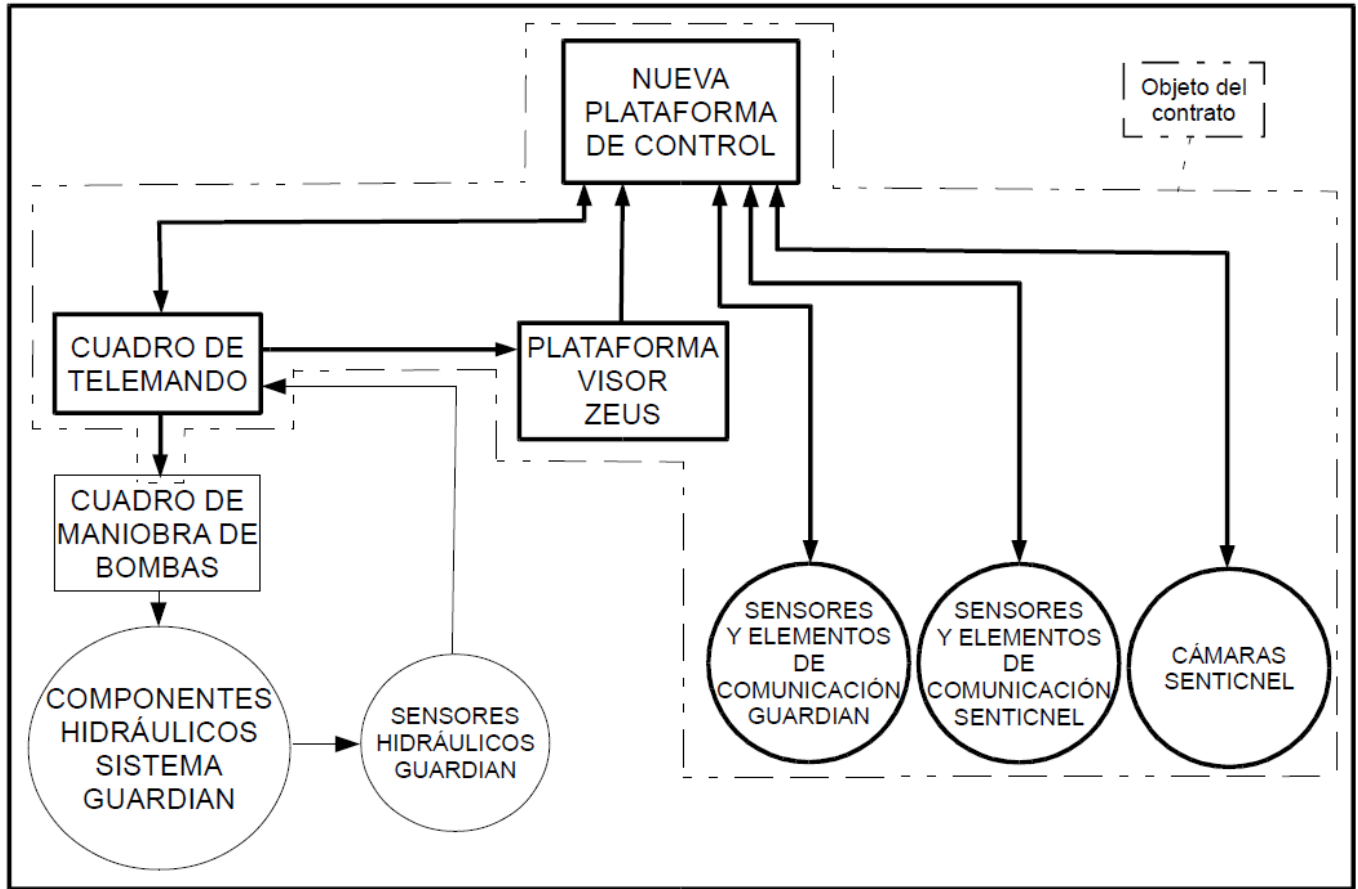 NUEVA
PLATAFORMA
DE CONTROL
Objeto del
contrato
CUADRO DE
TELEMANDO
PLATAFORMA
VISOR
ZEUS
CUADRO DE
MANIOBRA DE
BOMBAS
COMPONENTES
HIDRÁULICOS
SISTEMA
GUARDIAN
SENSORES
HIDRÁULICOS
GUARDIAN
SENSORES
Y ELEMENTOS
DE
COMUNICACIÓN
GUARDIAN
SENSORES
Y ELEMENTOS
DE
COMUNICACIÓN
SENTICNEL
CÁMARAS
SENTICNEL